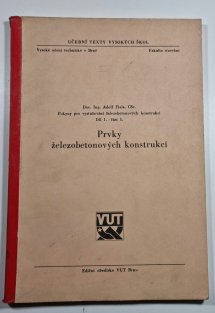 UČEBNÍ TEXTY VYSOKÝCH ŠKOL
Vysoké učení technické v Brně Fakulta stavební
Doc. Ing. Adolf Fiala, CSc.
Pokyny pro vyztužování železobetonových konstrukcí
Díl 1. - část 1.
Prvky
železobetonových konstrukcí
VUT
Ediční středisko VUT Brno